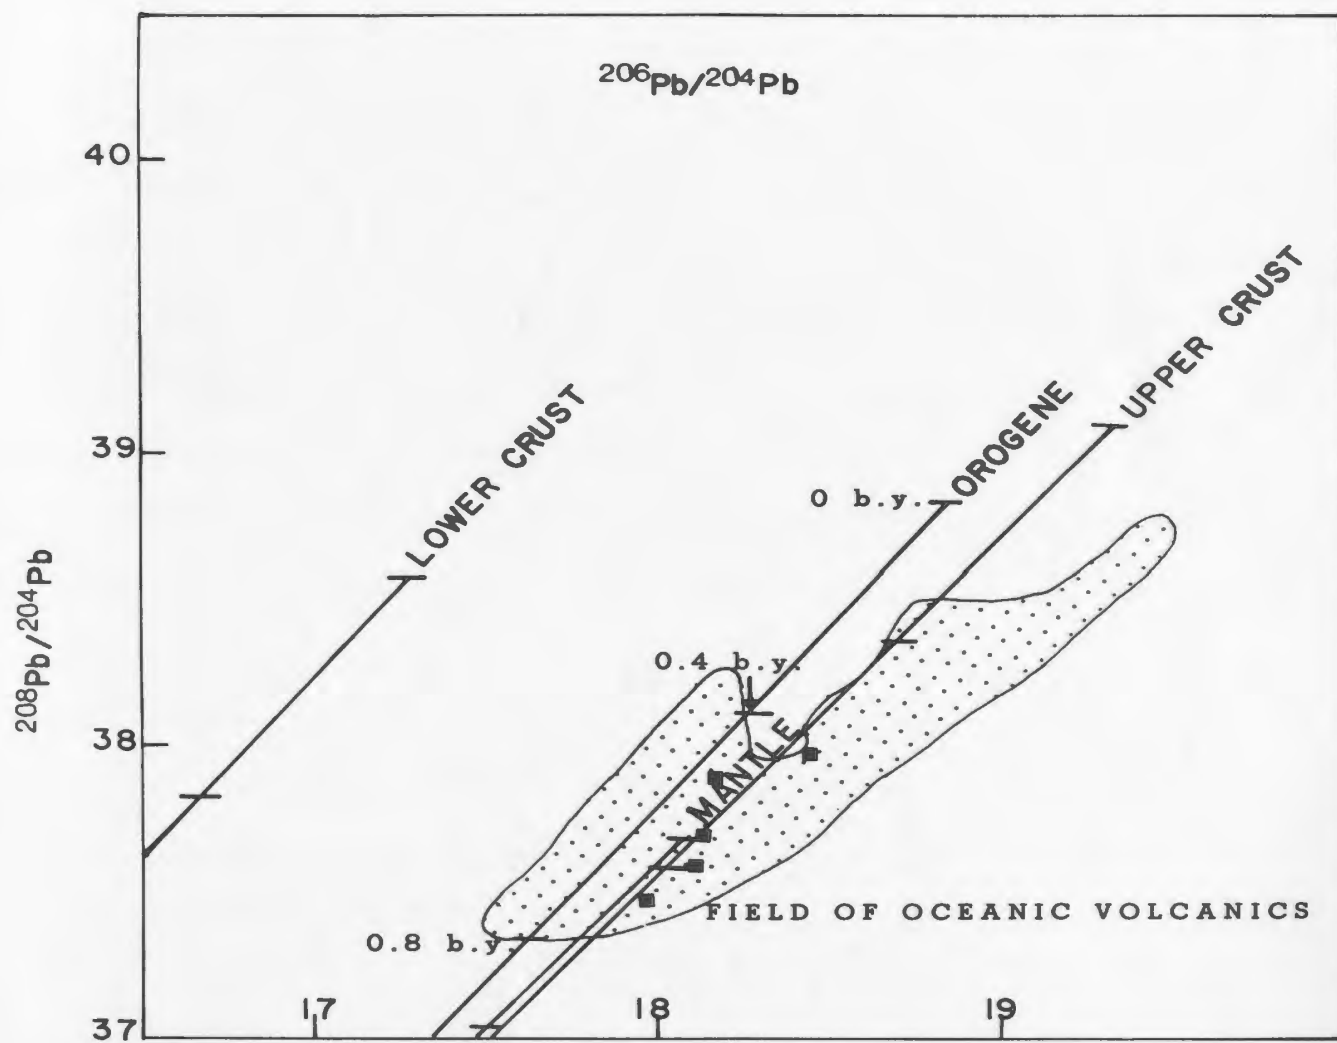 206Pb/204Pb
40
UPPER CRUST
39
LOWER CRUST
OROGENE
0 b.y.
208Pb/204Pb
0.4 b.y.
38
MANTLE
FIELD OF OCEANIC VOLCANICS
0.8 b.y
37
17
18
19